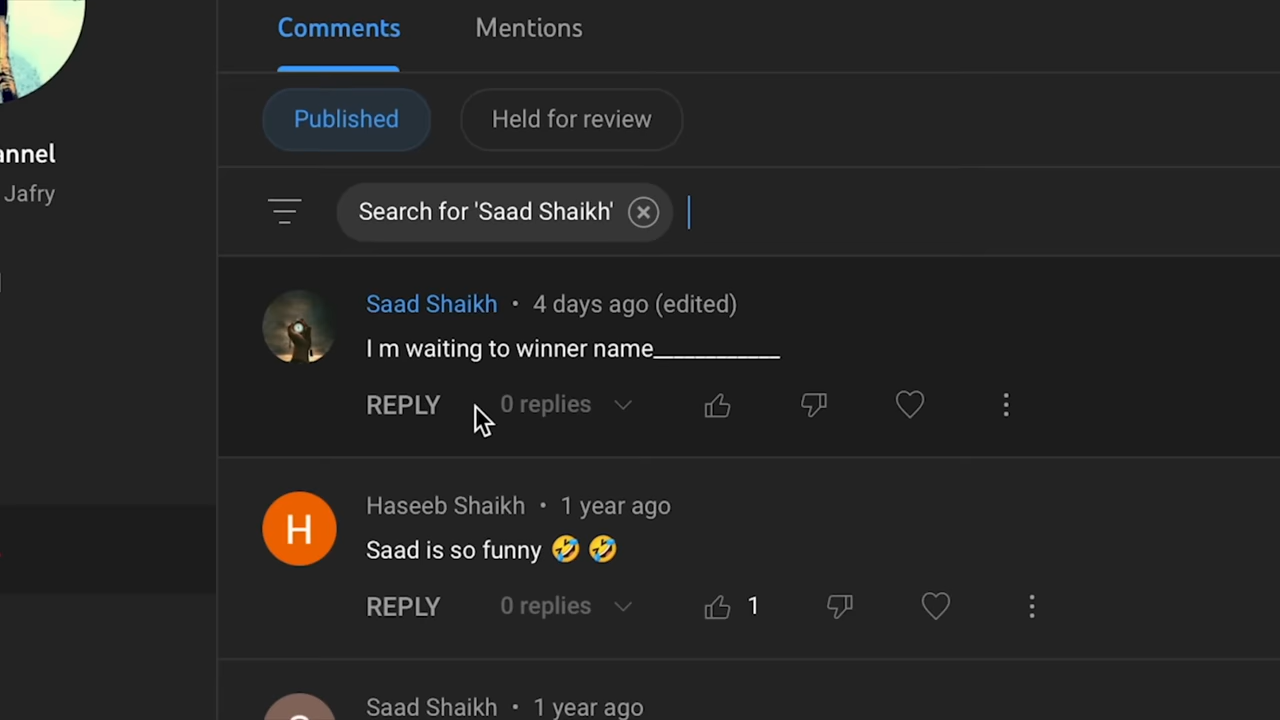 Comments Mentions
Published Held for review
annel
Jafry
Search for 'Saad Shaikh'
Saad Shaikh • 4 days ago (edited)
I m waiting to winner name____________
REPLY 0 replies
H
Haseeb Shaikh • 1 year ago
Saad is so funny 🤣 🤣
REPLY 0 replies 1
Saad Shaikh • 1 year ago